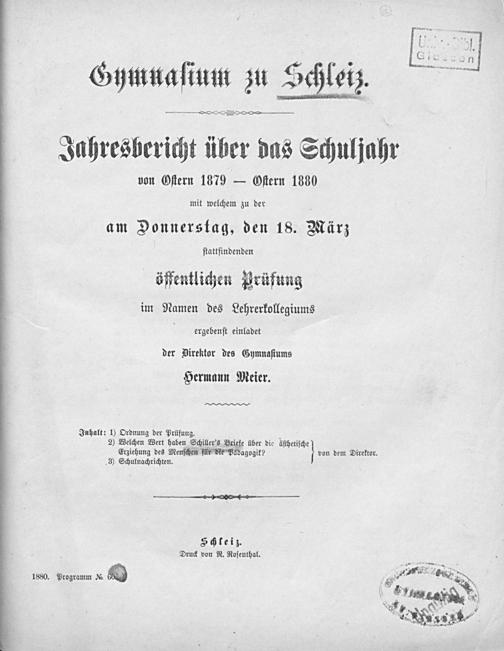 Univ.-Bibl.
Giessen
Gymnasium zu Schleiz.
Jahresbericht über das Schuljahr
von Ostern 1879 — Ostern 1880
mit welchem zu der
am Donnerstag, den 18. März
stattfindenden
öffentlichen Prüfung
im Namen des Lehrerkollegiums
ergebenst einladet
der Direktor des Gymnasiums
Hermann Meier.
Inhalt: 1) Ordnung der Prüfung.
2) Welchen Wert haben Schiller's Briefe über die ästhetische
Erziehung des Menschen für die Pädagogik?
von dem Direktor.
3) Schulnachrichten.
Schleiz.
Druck von R. Rosenthal.
1880. Programm №